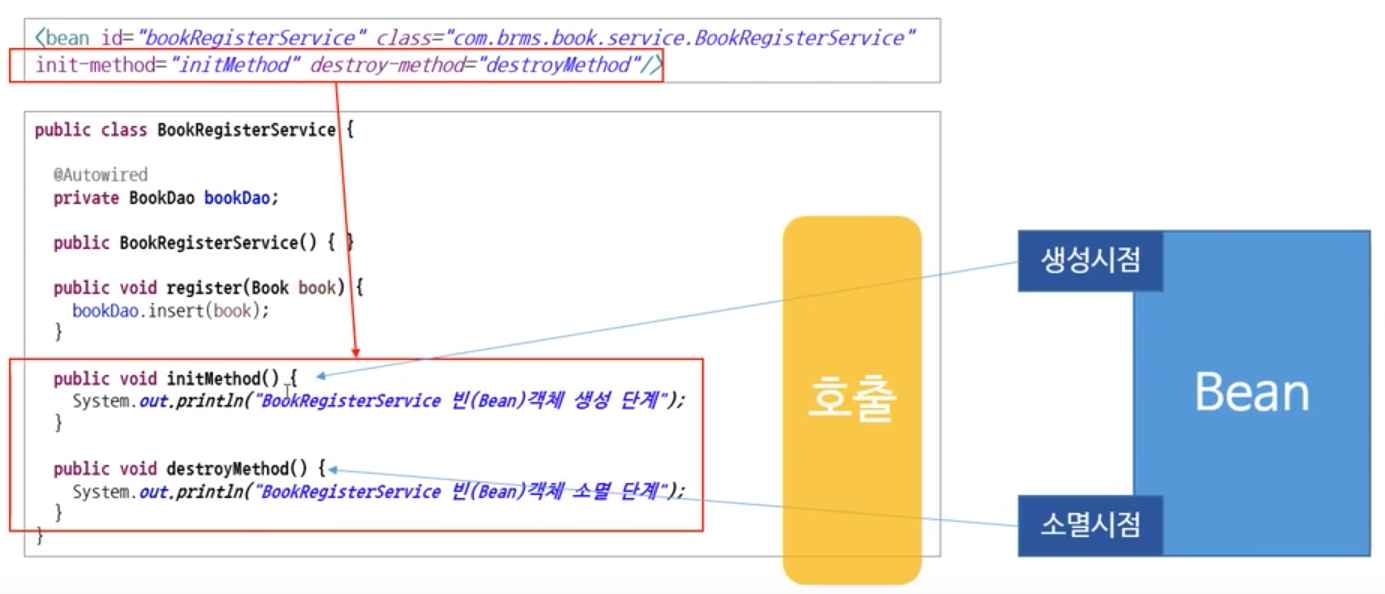 <bean id="bookRegisterService" class="com.brms.book.service.BookRegisterService"
init-method="initMethod" destroy-method="destroyMethod"/>
public class BookRegisterService {
@Autowired
private BookDao bookDao;
public BookRegisterService() { }
public void register(Book book) {
bookDao.insert(book);
}
public void initMethod() {
System.out.println("BookRegisterService 빈(Bean)객체 생성 단계");
}
public void destroyMethod() {
System.out.println("BookRegisterService 빈(Bean)객체 소멸 단계");
}
}
호출
생성시점
Bean
소멸시점